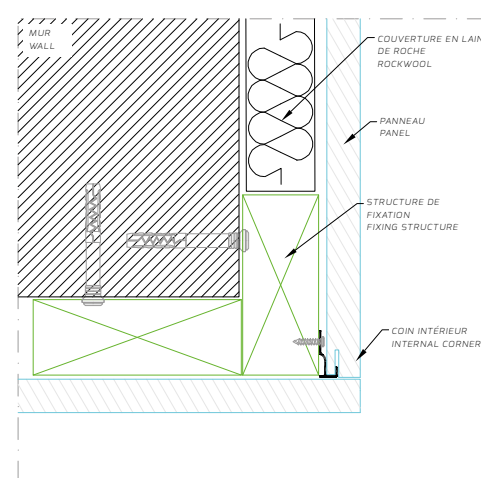 MUR
WALL
COUVERTURE EN LAIN
DE ROCHE
ROCKWOOL
PANNEAU
PANEL
STRUCTURE DE
FIXATION
FIXING STRUCTURE
COIN INTÉRIEUR
INTERNAL CORNER